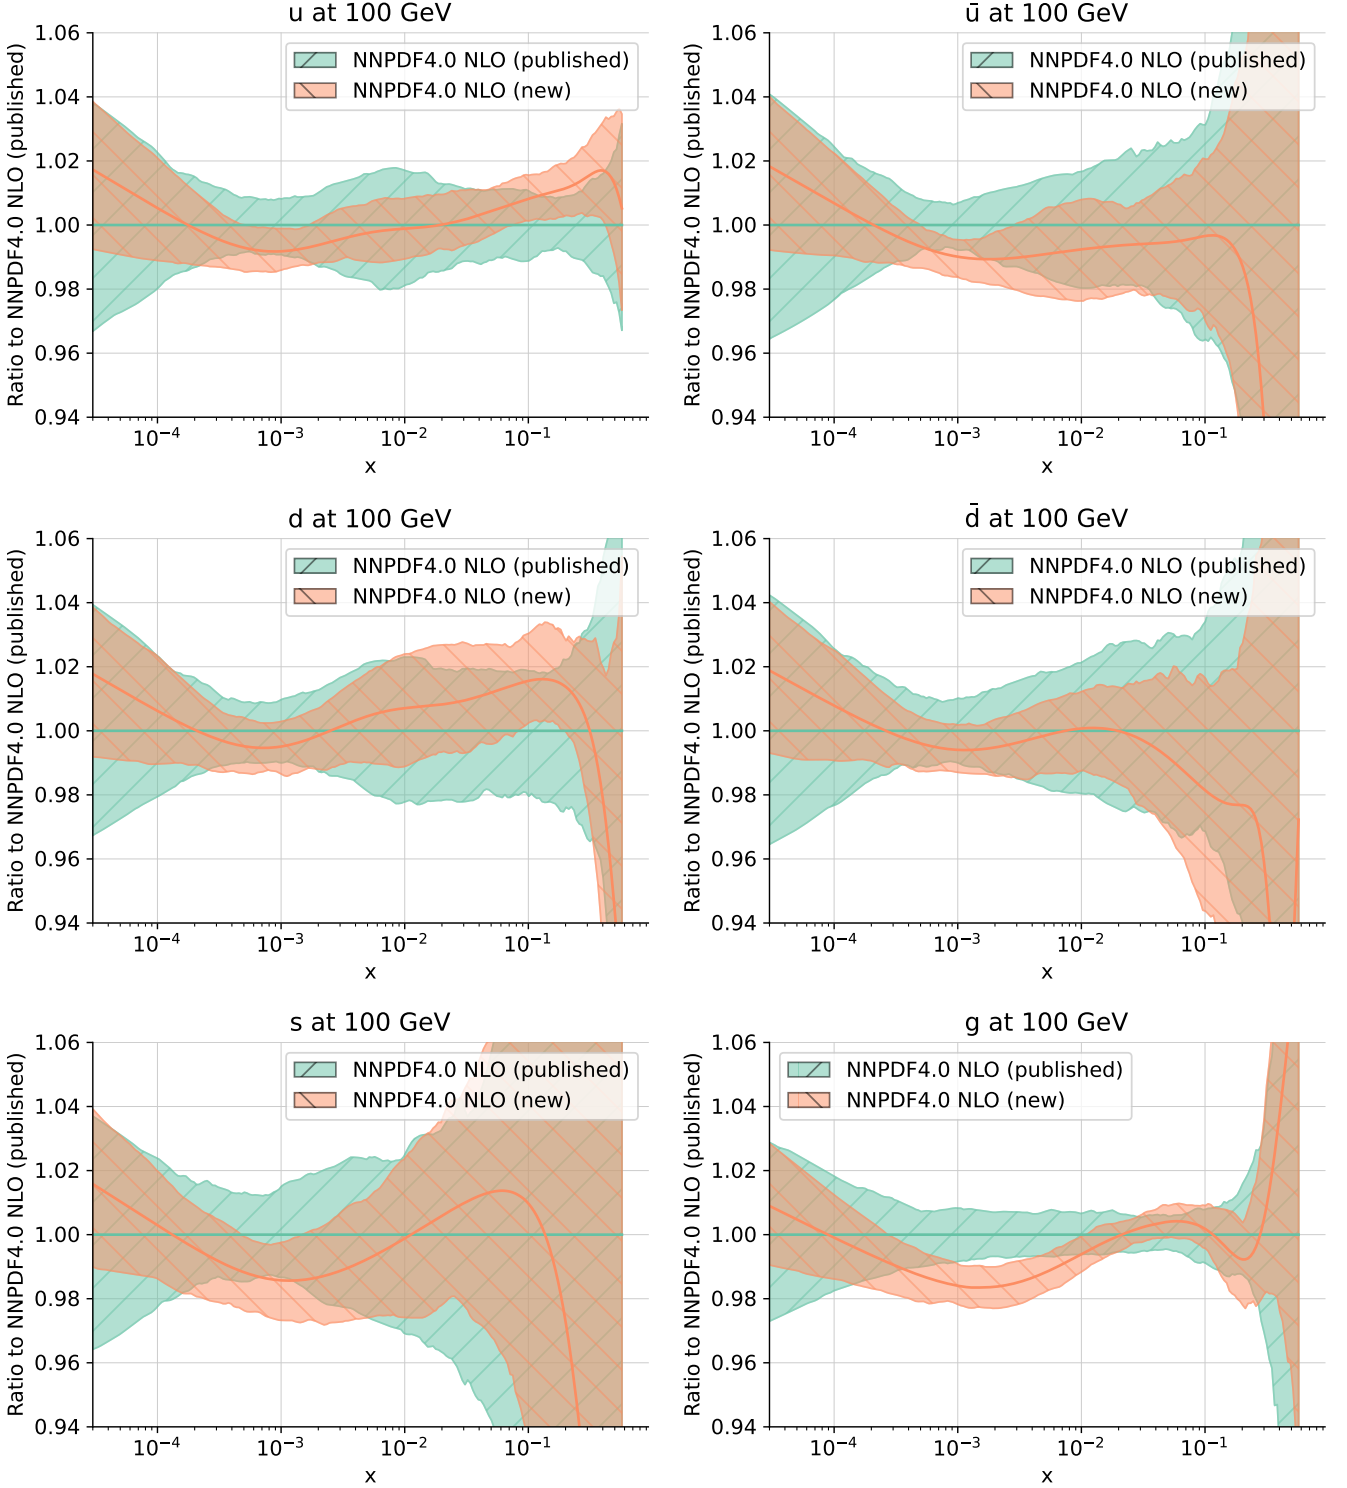 u at 100 GeV
Ratio to NNPDF4.0 NLO (published)
1.06
1.04
1.02
1.00
0.98
0.96
0.94
NNPDF4.0 NLO (published)
NNPDF4.0 NLO (new)
10⁻⁴ 10⁻³ 10⁻² 10⁻¹
x
ū at 100 GeV
Ratio to NNPDF4.0 NLO (published)
1.06
1.04
1.02
1.00
0.98
0.96
0.94
NNPDF4.0 NLO (published)
NNPDF4.0 NLO (new)
10⁻⁴ 10⁻³ 10⁻² 10⁻¹
x
d at 100 GeV
Ratio to NNPDF4.0 NLO (published)
1.06
1.04
1.02
1.00
0.98
0.96
0.94
NNPDF4.0 NLO (published)
NNPDF4.0 NLO (new)
10⁻⁴ 10⁻³ 10⁻² 10⁻¹
x
d̄ at 100 GeV
Ratio to NNPDF4.0 NLO (published)
1.06
1.04
1.02
1.00
0.98
0.96
0.94
NNPDF4.0 NLO (published)
NNPDF4.0 NLO (new)
10⁻⁴ 10⁻³ 10⁻² 10⁻¹
x
s at 100 GeV
Ratio to NNPDF4.0 NLO (published)
1.06
1.04
1.02
1.00
0.98
0.96
0.94
NNPDF4.0 NLO (published)
NNPDF4.0 NLO (new)
10⁻⁴ 10⁻³ 10⁻² 10⁻¹
x
g at 100 GeV
Ratio to NNPDF4.0 NLO (published)
1.06
1.04
1.02
1.00
0.98
0.96
0.94
NNPDF4.0 NLO (published)
NNPDF4.0 NLO (new)
10⁻⁴ 10⁻³ 10⁻² 10⁻¹
x